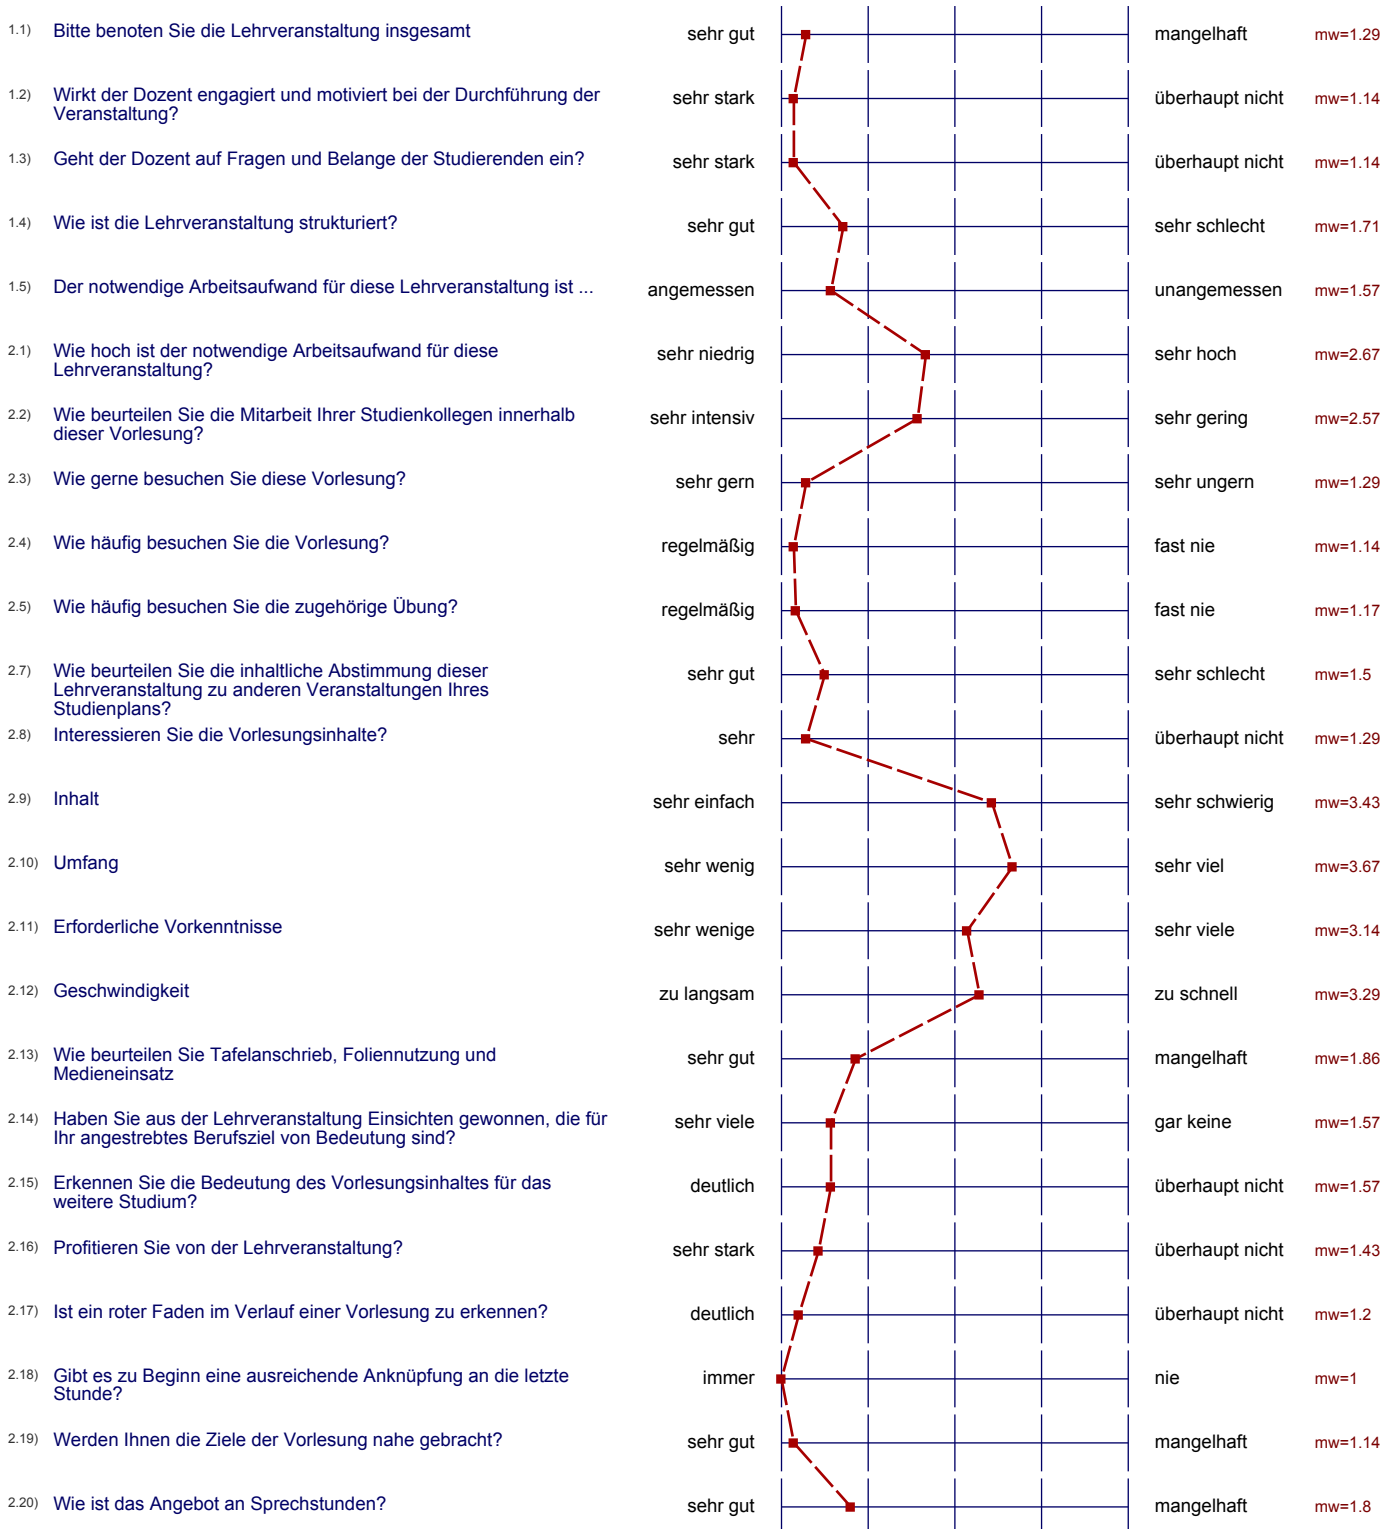 1.1) Bitte benoten Sie die Lehrveranstaltung insgesamt sehr gut mangelhaft mw=1.29
1.2) Wirkt der Dozent engagiert und motiviert bei der Durchführung der
Veranstaltung? sehr stark überhaupt nicht mw=1.14
1.3) Geht der Dozent auf Fragen und Belange der Studierenden ein? sehr stark überhaupt nicht mw=1.14
1.4) Wie ist die Lehrveranstaltung strukturiert? sehr gut sehr schlecht mw=1.71
1.5) Der notwendige Arbeitsaufwand für diese Lehrveranstaltung ist ... angemessen unangemessen mw=1.57
2.1) Wie hoch ist der notwendige Arbeitsaufwand für diese
Lehrveranstaltung? sehr niedrig sehr hoch mw=2.67
2.2) Wie beurteilen Sie die Mitarbeit Ihrer Studienkollegen innerhalb
dieser Vorlesung? sehr intensiv sehr gering mw=2.57
2.3) Wie gerne besuchen Sie diese Vorlesung? sehr gern sehr ungern mw=1.29
2.4) Wie häufig besuchen Sie die Vorlesung? regelmäßig fast nie mw=1.14
2.5) Wie häufig besuchen Sie die zugehörige Übung? regelmäßig fast nie mw=1.17
2.7) Wie beurteilen Sie die inhaltliche Abstimmung dieser
Lehrveranstaltung zu anderen Veranstaltungen Ihres
Studienplans? sehr gut sehr schlecht mw=1.5
2.8) Interessieren Sie die Vorlesungsinhalte? sehr überhaupt nicht mw=1.29
2.9) Inhalt sehr einfach sehr schwierig mw=3.43
2.10) Umfang sehr wenig sehr viel mw=3.67
2.11) Erforderliche Vorkenntnisse sehr wenige sehr viele mw=3.14
2.12) Geschwindigkeit zu langsam zu schnell mw=3.29
2.13) Wie beurteilen Sie Tafelanschrieb, Foliennutzung und
Medieneinsatz sehr gut mangelhaft mw=1.86
2.14) Haben Sie aus der Lehrveranstaltung Einsichten gewonnen, die für
Ihr angestrebtes Berufsziel von Bedeutung sind? sehr viele gar keine mw=1.57
2.15) Erkennen Sie die Bedeutung des Vorlesungsinhaltes für das
weitere Studium? deutlich überhaupt nicht mw=1.57
2.16) Profitieren Sie von der Lehrveranstaltung? sehr stark überhaupt nicht mw=1.43
2.17) Ist ein roter Faden im Verlauf einer Vorlesung zu erkennen? deutlich überhaupt nicht mw=1.2
2.18) Gibt es zu Beginn eine ausreichende Anknüpfung an die letzte
Stunde? immer nie mw=1
2.19) Werden Ihnen die Ziele der Vorlesung nahe gebracht? sehr gut mangelhaft mw=1.14
2.20) Wie ist das Angebot an Sprechstunden? sehr gut mangelhaft mw=1.8